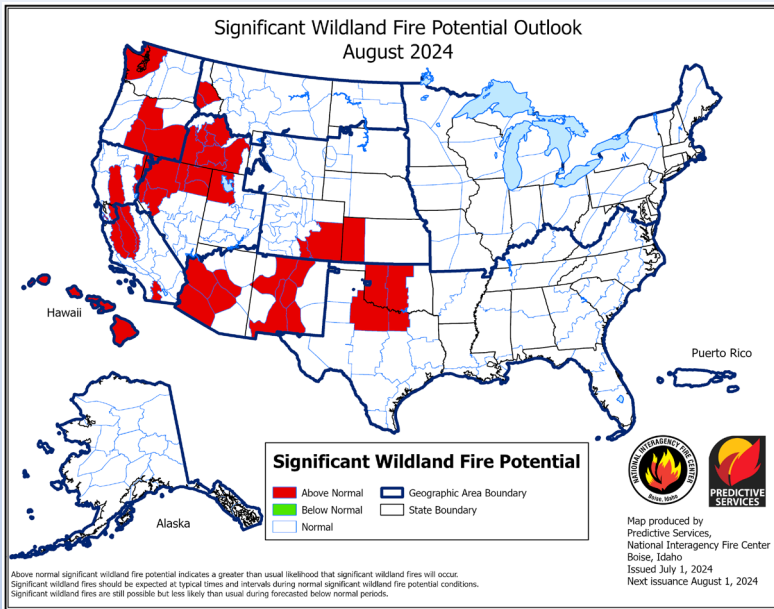 Significant Wildland Fire Potential Outlook
August 2024
Hawaii
Puerto Rico
Alaska
Significant Wildland Fire Potential
Above Normal
Below Normal
Normal
Geographic Area Boundary
State Boundary
NATIONAL INTERAGENCY FIRE CENTER
Boise, Idaho
PREDICTIVE
SERVICES
Map produced by
Predictive Services,
National Interagency Fire Center
Boise, Idaho
Issued July 1, 2024
Next issuance August 1, 2024
Above normal significant wildland fire potential indicates a greater than usual likelihood that significant wildland fires will occur.
Significant wildland fires should be expected at typical times and intervals during normal significant wildland fire potential conditions.
Significant wildland fires are still possible but less likely than usual during forecasted below normal periods.